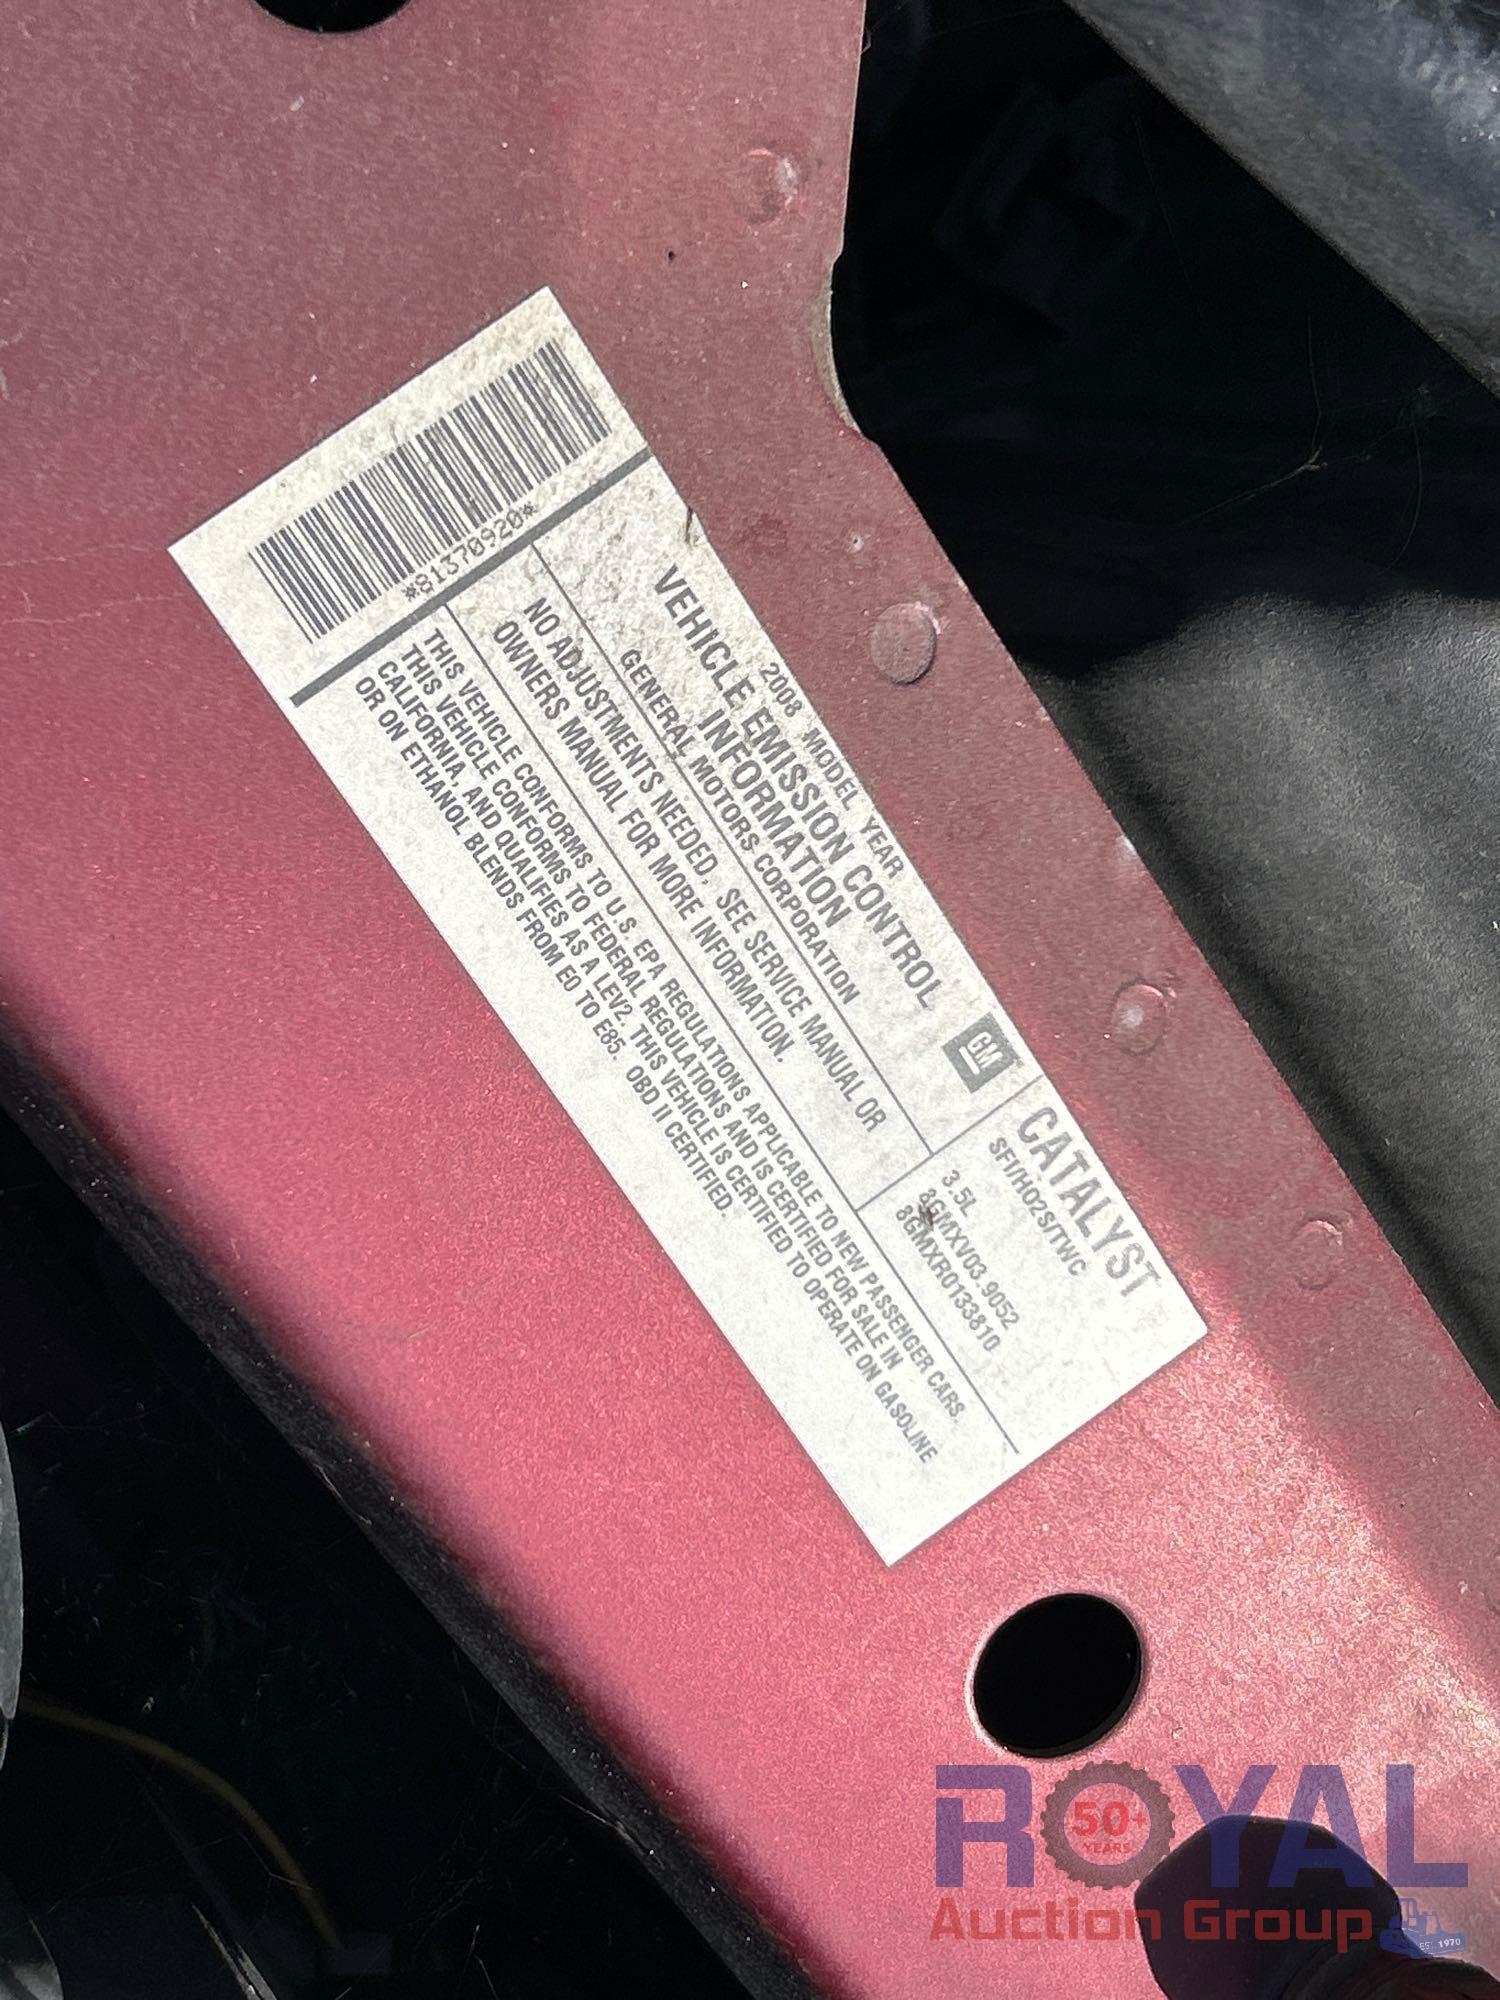 *81370920*
2008 MODEL YEAR
VEHICLE EMISSION CONTROL
INFORMATION
GENERAL MOTORS CORPORATION
GM
CATALYST
SFI/HO2S/TWC
NO ADJUSTMENTS NEEDED, SEE SERVICE MANUAL OR
OWNERS MANUAL FOR MORE INFORMATION.
3.5L
8GMXV03.9052
8GMXR0133810
THIS VEHICLE CONFORMS TO U.S. EPA REGULATIONS APPLICABLE TO NEW PASSENGER CARS.
THIS VEHICLE CONFORMS TO FEDERAL REGULATIONS AND IS CERTIFIED FOR SALE IN
CALIFORNIA, AND QUALIFIES AS A LEV2. THIS VEHICLE IS CERTIFIED TO OPERATE ON GASOLINE
OR ON ETHANOL BLENDS FROM E0 TO E85. OBD II CERTIFIED.
ROYAL
50+
YEARS
Auction Group
EST. 1970